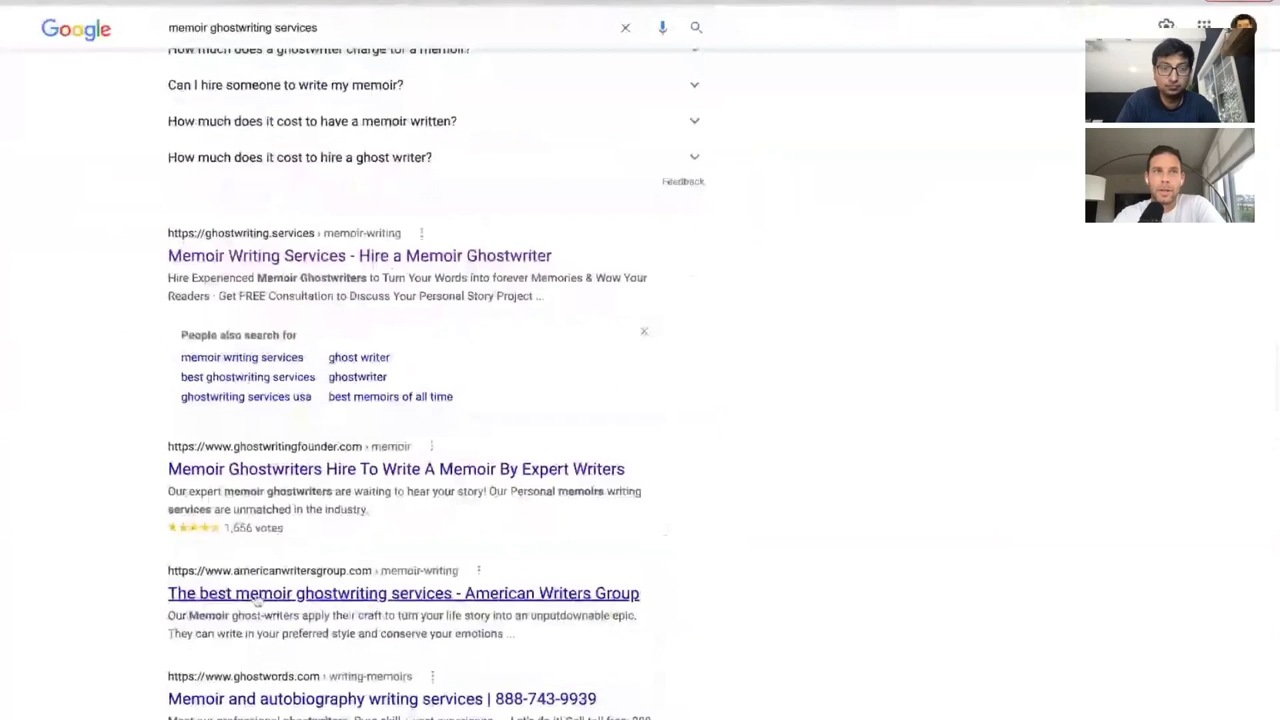 Google
memoir ghostwriting services
How much does a ghostwriter charge for a memoir?
Can I hire someone to write my memoir?
How much does it cost to have a memoir written?
How much does it cost to hire a ghost writer?
Feedback
https://ghostwriting.services › memoir-writing
Memoir Writing Services - Hire a Memoir Ghostwriter
Hire Experienced Memoir Ghostwriters to Turn Your Words into forever Memories & Wow Your
Readers · Get FREE Consultation to Discuss Your Personal Story Project ...
People also search for
memoir writing services
ghost writer
best ghostwriting services
ghostwriter
ghostwriting services usa
best memoirs of all time
https://www.ghostwritingfounder.com › memoir
Memoir Ghostwriters Hire To Write A Memoir By Expert Writers
Our expert memoir ghostwriters are waiting to hear your story! Our Personal memoirs writing
services are unmatched in the industry.
1,656 votes
https://www.americanwritersgroup.com › memoir-writing
The best memoir ghostwriting services - American Writers Group
Our Memoir ghost-writers apply their craft to turn your life story into an unputdownable epic.
They can write in your preferred style and conserve your emotions ...
https://www.ghostwords.com › writing-memoirs
Memoir and autobiography writing services | 888-743-9939